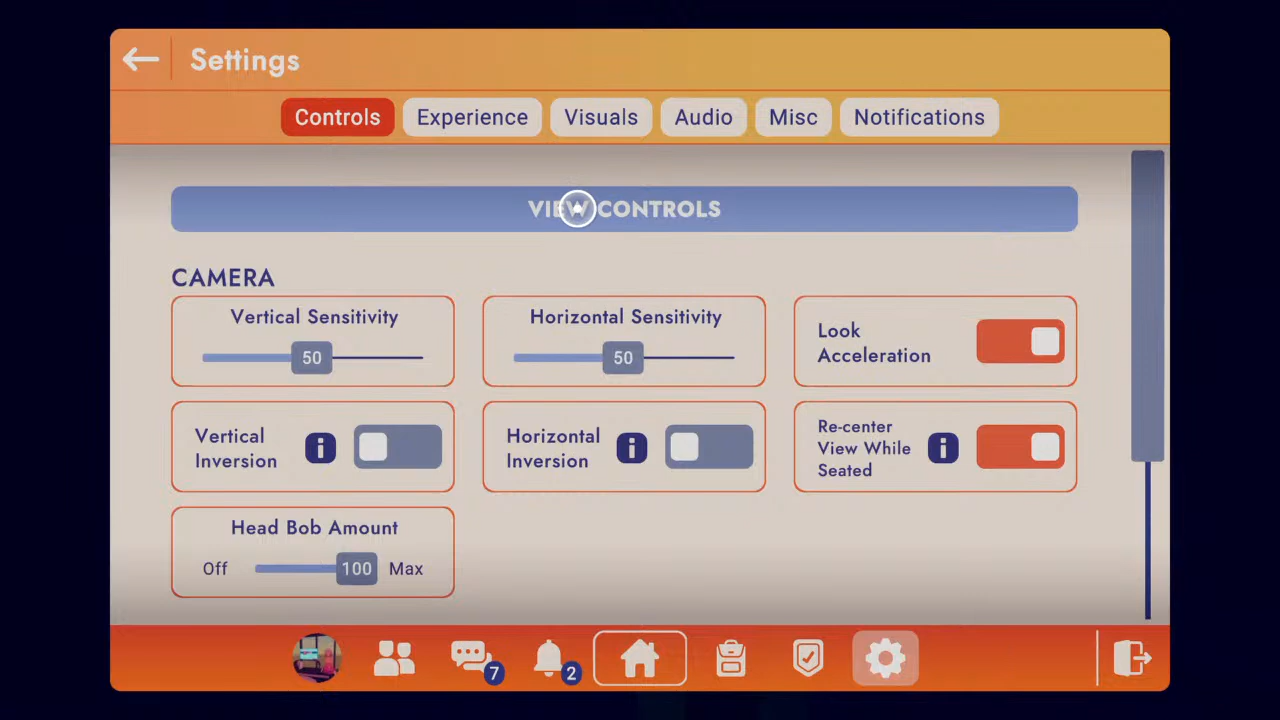 Settings
Controls Experience Visuals Audio Misc Notifications
VIEW CONTROLS
CAMERA
Vertical Sensitivity
50
Horizontal Sensitivity
50
Look
Acceleration
Vertical
Inversion
i
Horizontal
Inversion
i
Re-center
View While
Seated
i
Head Bob Amount
Off 100 Max
7
2